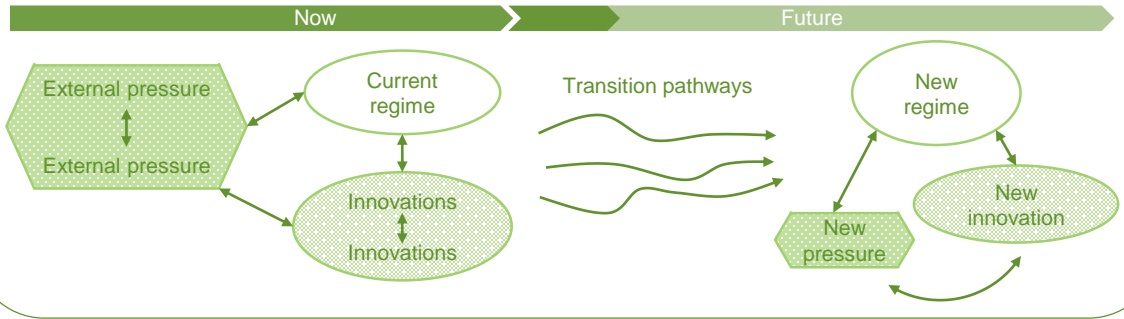 Now
Future
External pressure
External pressure
Current
regime
Innovations
Innovations
Transition pathways
New
regime
New
pressure
New
innovation